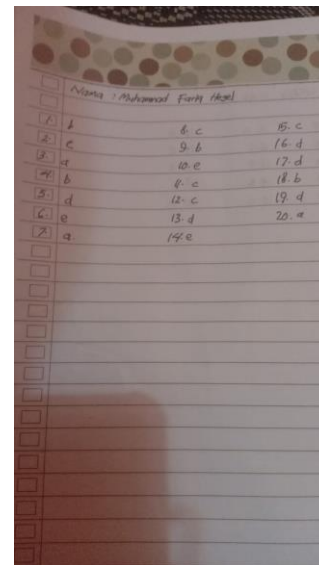 Nama : Muhammad
1. b
2. c
3. a
4. b
5. d
6. e
7. a
8. c
9. b
10. e
11. c
12. c
13. d
14. e
15. c
16. d
17. d
18. b
19. d
20. a